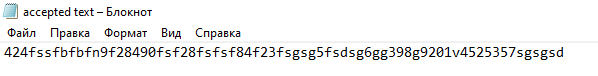 accepted text – Блокнот
Файл Правка Формат Вид Справка
424fssfbfbfn9f28490fsf28fsfsf84f23fsgsg5fsdsg6gg398g9201v4525357sgsgsd